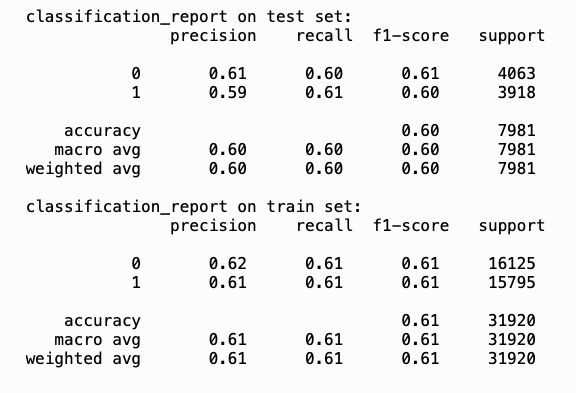 classification_report on test set:
precision recall f1-score support
0 0.61 0.60 0.61 4063
1 0.59 0.61 0.60 3918
accuracy 0.60 7981
macro avg 0.60 0.60 0.60 7981
weighted avg 0.60 0.60 0.60 7981
classification_report on train set:
precision recall f1-score support
0 0.62 0.61 0.61 16125
1 0.61 0.61 0.61 15795
accuracy 0.61 31920
macro avg 0.61 0.61 0.61 31920
weighted avg 0.61 0.61 0.61 31920